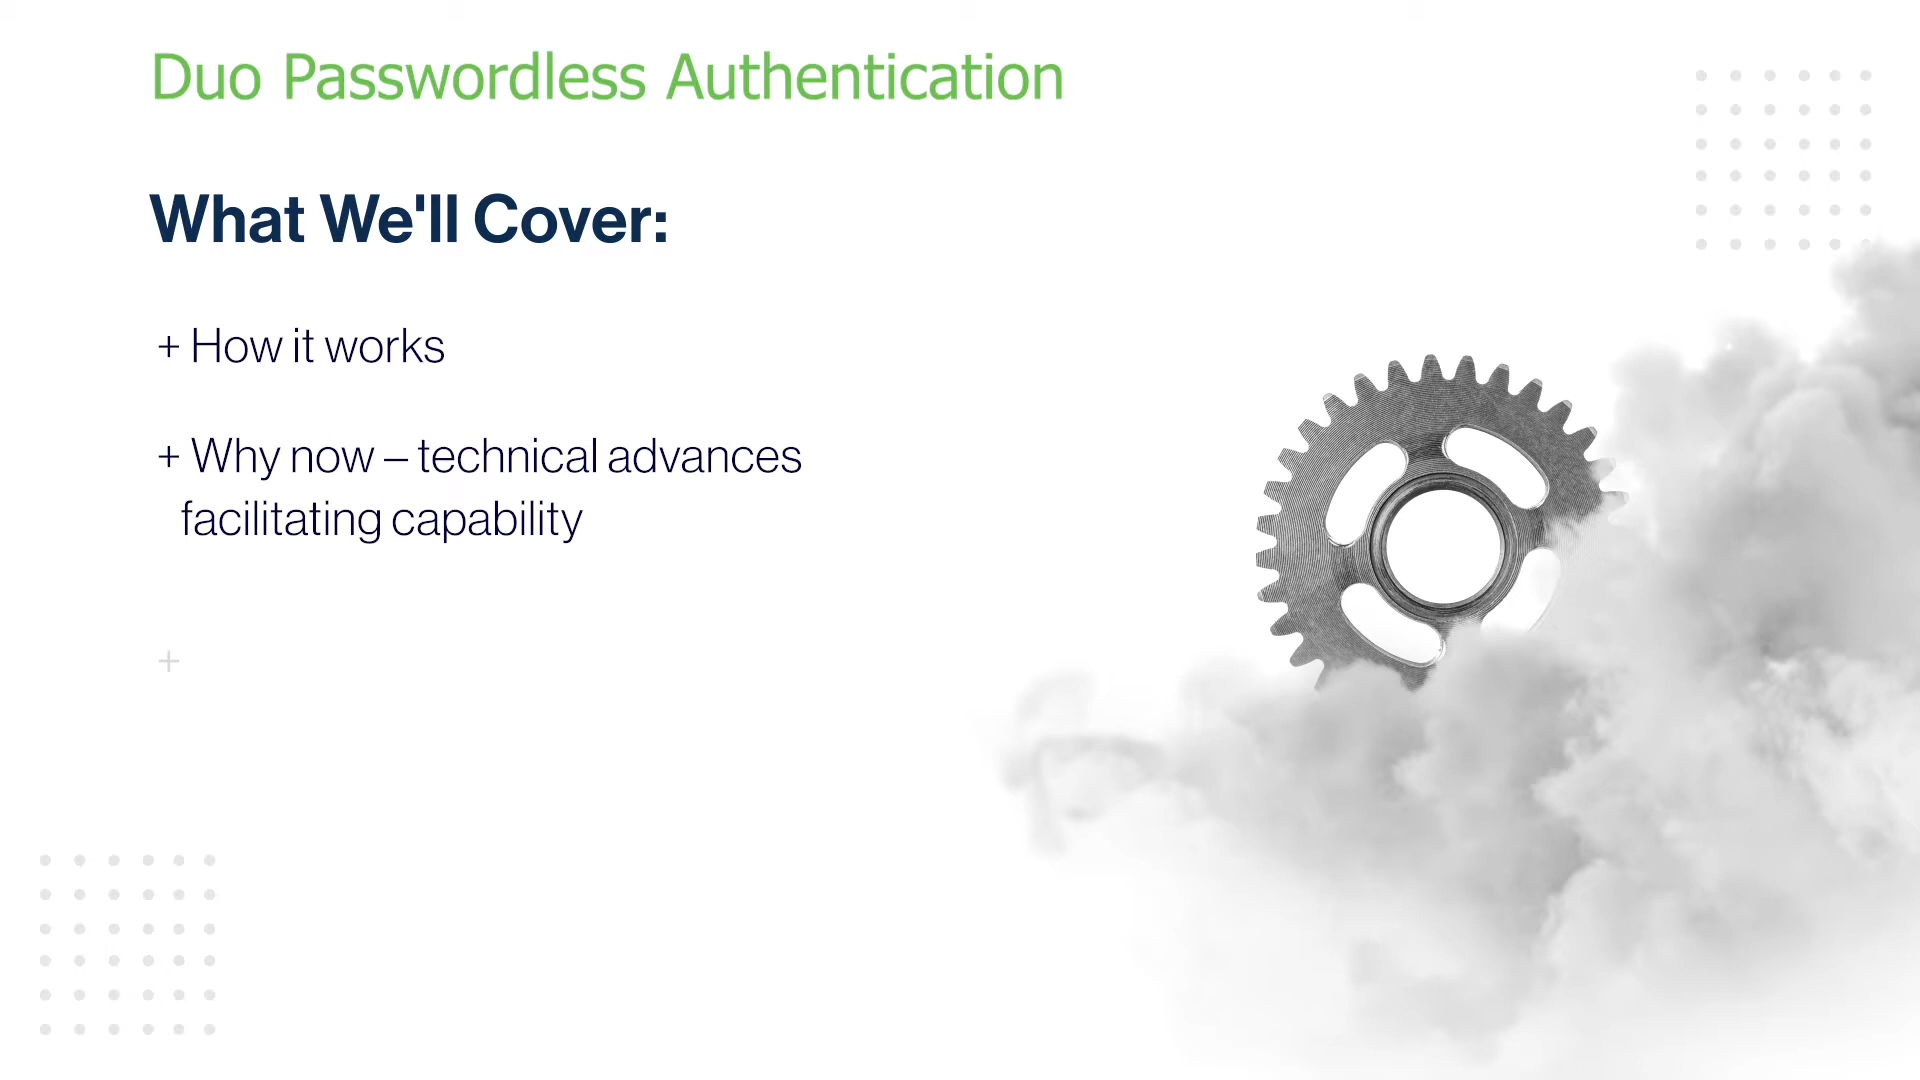 Duo Passwordless Authentication
What We'll Cover:
+ How it works
+ Why now – technical advances
facilitating capability
+